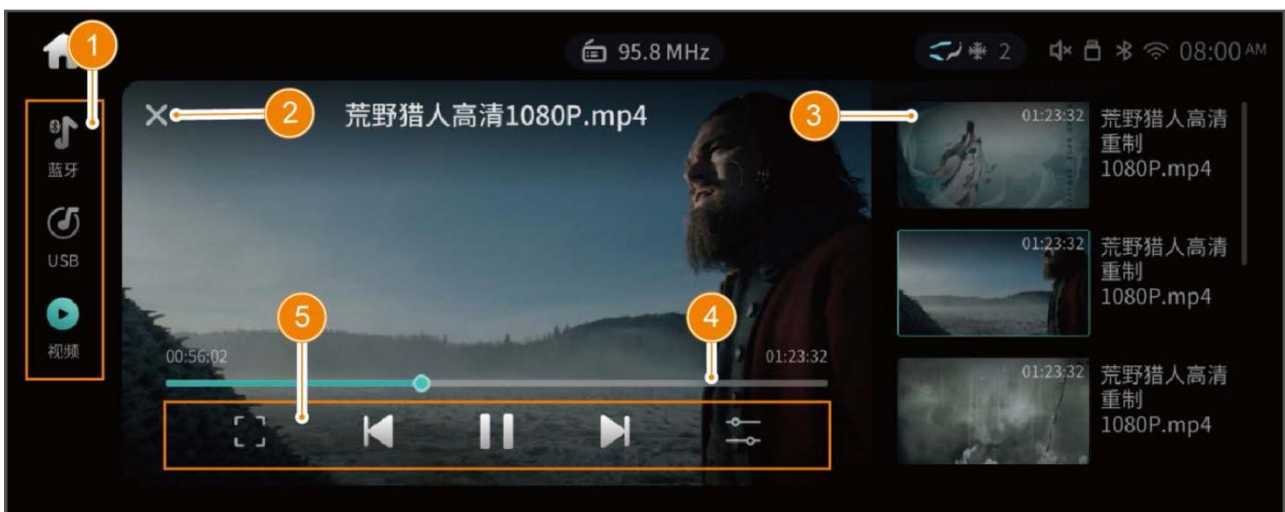 1
95.8 MHz
2
08:00 AM
2
荒野猎人高清1080P.mp4
3
01:23:32
荒野猎人高清
重制
1080P.mp4
蓝牙
USB
视频
01:23:32
荒野猎人高清
重制
1080P.mp4
5
4
00:56:02
01:23:32
01:23:32
荒野猎人高清
重制
1080P.mp4